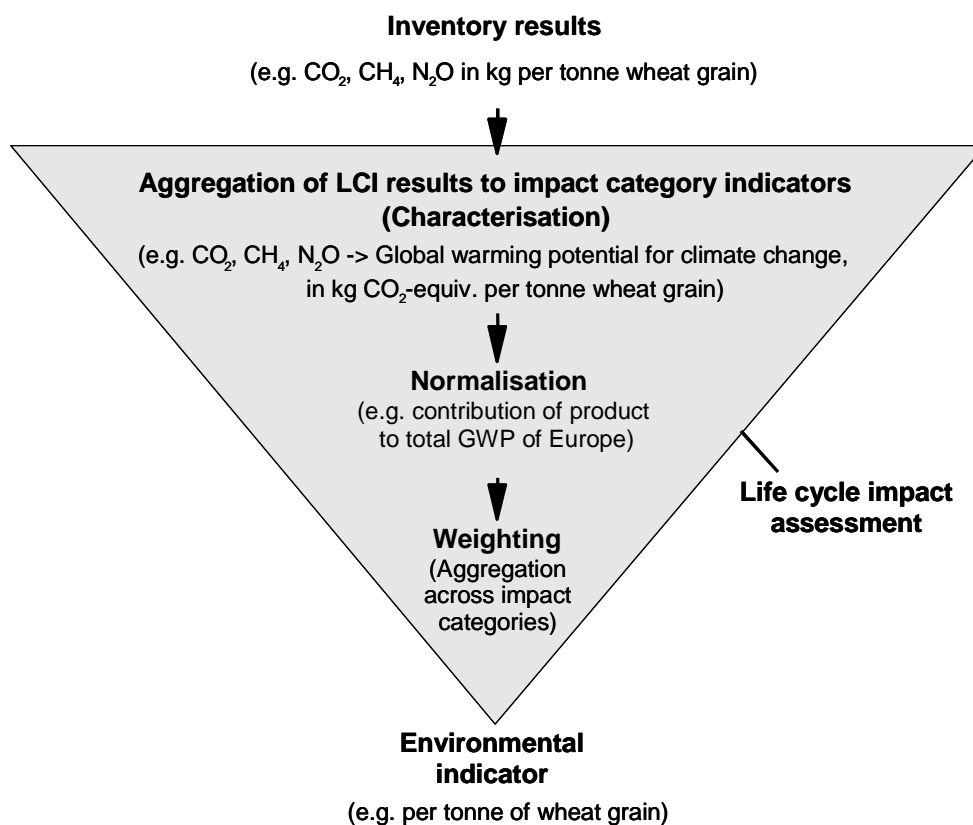 Inventory results
(e.g. CO₂, CH₄, N₂O in kg per tonne wheat grain)
Aggregation of LCI results to impact category indicators
(Characterisation)
(e.g. CO₂, CH₄, N₂O -> Global warming potential for climate change,
in kg CO₂-equiv. per tonne wheat grain)
Normalisation
(e.g. contribution of product
to total GWP of Europe)
Life cycle impact
assessment
Weighting
(Aggregation
across impact
categories)
Environmental
indicator
(e.g. per tonne of wheat grain)